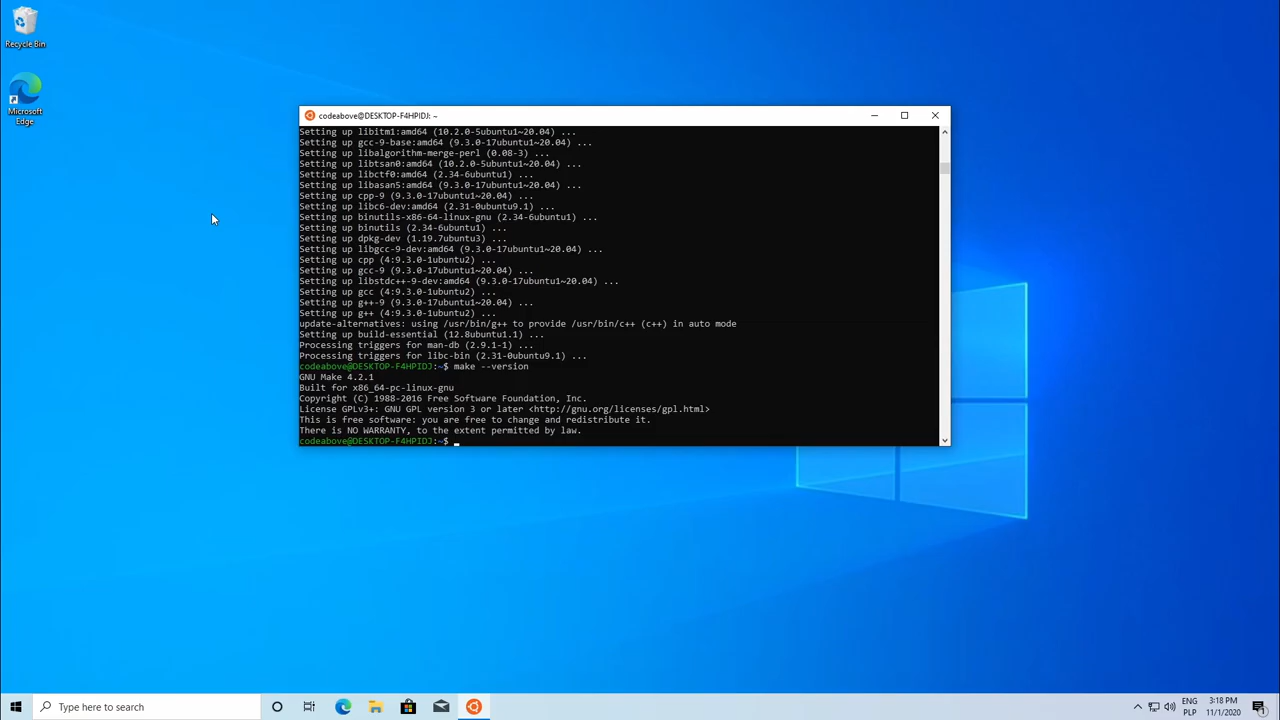 Recycle Bin
Microsoft
Edge
codeabove@DESKTOP-F4HPIDJ: ~
Setting up libitm1:amd64 (10.2.0-5ubuntu1~20.04) ...
Setting up gcc-9-base:amd64 (9.3.0-17ubuntu1~20.04) ...
Setting up libalgorithm-merge-perl (0.08-3) ...
Setting up libtsan0:amd64 (10.2.0-5ubuntu1~20.04) ...
Setting up libctf0:amd64 (2.34-6ubuntu1) ...
Setting up libasan5:amd64 (9.3.0-17ubuntu1~20.04) ...
Setting up cpp-9 (9.3.0-17ubuntu1~20.04) ...
Setting up libc6-dev:amd64 (2.31-0ubuntu9.1) ...
Setting up binutils-x86-64-linux-gnu (2.34-6ubuntu1) ...
Setting up binutils (2.34-6ubuntu1) ...
Setting up dpkg-dev (1.19.7ubuntu3) ...
Setting up libgcc-9-dev:amd64 (9.3.0-17ubuntu1~20.04) ...
Setting up cpp (4:9.3.0-1ubuntu2) ...
Setting up gcc-9 (9.3.0-17ubuntu1~20.04) ...
Setting up libstdc++-9-dev:amd64 (9.3.0-17ubuntu1~20.04) ...
Setting up gcc (4:9.3.0-1ubuntu2) ...
Setting up g++-9 (9.3.0-17ubuntu1~20.04) ...
Setting up g++ (4:9.3.0-1ubuntu2) ...
update-alternatives: using /usr/bin/g++ to provide /usr/bin/c++ (c++) in auto mode
Setting up build-essential (12.8ubuntu1.1) ...
Processing triggers for man-db (2.9.1-1) ...
Processing triggers for libc-bin (2.31-0ubuntu9.1) ...
codeabove@DESKTOP-F4HPIDJ:~$ make --version
GNU Make 4.2.1
Built for x86_64-pc-linux-gnu
Copyright (C) 1988-2016 Free Software Foundation, Inc.
License GPLv3+: GNU GPL version 3 or later <http://gnu.org/licenses/gpl.html>
This is free software: you are free to change and redistribute it.
There is NO WARRANTY, to the extent permitted by law.
codeabove@DESKTOP-F4HPIDJ:~$ _
Type here to search
ENG
PLP
3:18 PM
11/1/2020
1